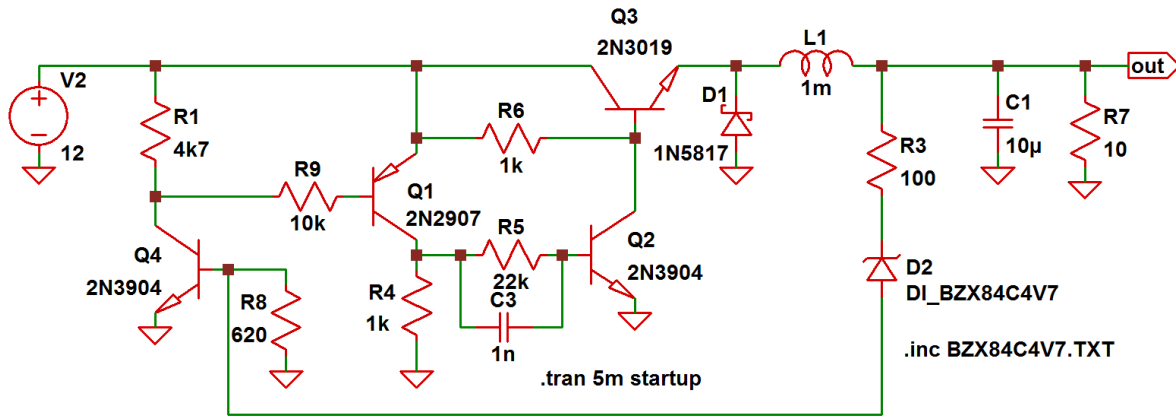 Q3
2N3019
L1
1m
out
V2
12
R1
4k7
R6
1k
D1
1N5817
R3
100
C1
10µ
R7
10
R9
10k
Q1
2N2907
R5
22k
C3
1n
Q2
2N3904
Q4
2N3904
R8
620
R4
1k
D2
DI_BZX84C4V7
.inc BZX84C4V7.TXT
.tran 5m startup